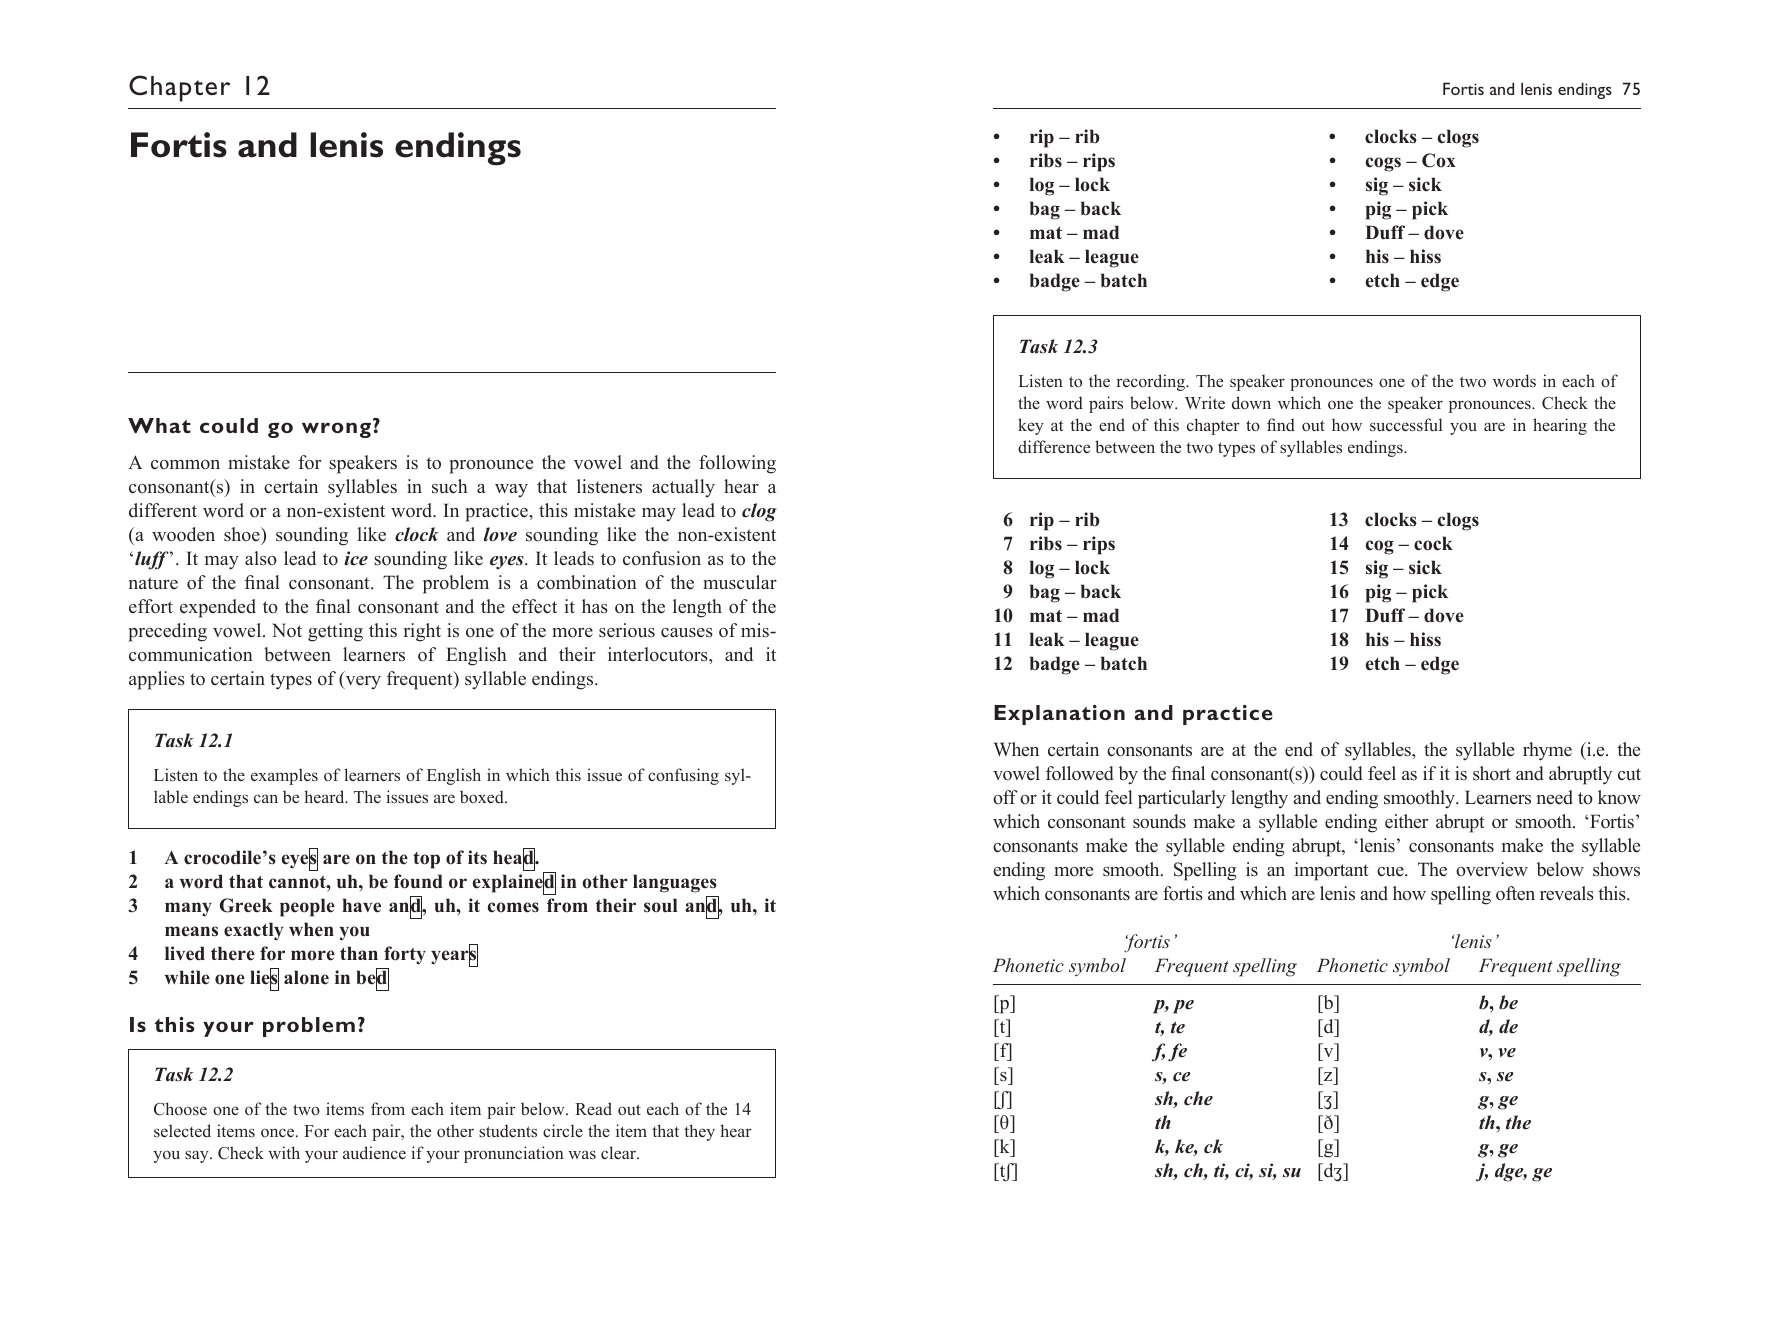 Chapter 12
Fortis and lenis endings
What could go wrong?
A common mistake for speakers is to pronounce the vowel and the following
consonant(s) in certain syllables in such a way that listeners actually hear a
different word or a non-existent word. In practice, this mistake may lead to clog
(a wooden shoe) sounding like clock and love sounding like the non-existent
‘luff’. It may also lead to ice sounding like eyes. It leads to confusion as to the
nature of the final consonant. The problem is a combination of the muscular
effort expended to the final consonant and the effect it has on the length of the
preceding vowel. Not getting this right is one of the more serious causes of mis-
communication between learners of English and their interlocutors, and it
applies to certain types of (very frequent) syllable endings.
Task 12.1
Listen to the examples of learners of English in which this issue of confusing syl-
lable endings can be heard. The issues are boxed.
1 A crocodile’s eyes are on the top of its head.
2 a word that cannot, uh, be found or explained in other languages
3 many Greek people have and, uh, it comes from their soul and, uh, it
means exactly when you
4 lived there for more than forty years
5 while one lies alone in bed
Is this your problem?
Task 12.2
Choose one of the two items from each item pair below. Read out each of the 14
selected items once. For each pair, the other students circle the item that they hear
you say. Check with your audience if your pronunciation was clear.
Fortis and lenis endings 75
• rip – rib • clocks – clogs
• ribs – rips • cogs – Cox
• log – lock • sig – sick
• bag – back • pig – pick
• mat – mad • Duff – dove
• leak – league • his – hiss
• badge – batch • etch – edge
Task 12.3
Listen to the recording. The speaker pronounces one of the two words in each of
the word pairs below. Write down which one the speaker pronounces. Check the
key at the end of this chapter to find out how successful you are in hearing the
difference between the two types of syllables endings.
6 rip – rib 13 clocks – clogs
7 ribs – rips 14 cog – cock
8 log – lock 15 sig – sick
9 bag – back 16 pig – pick
10 mat – mad 17 Duff – dove
11 leak – league 18 his – hiss
12 badge – batch 19 etch – edge
Explanation and practice
When certain consonants are at the end of syllables, the syllable rhyme (i.e. the
vowel followed by the final consonant(s)) could feel as if it is short and abruptly cut
off or it could feel particularly lengthy and ending smoothly. Learners need to know
which consonant sounds make a syllable ending either abrupt or smooth. ‘Fortis’
consonants make the syllable ending abrupt, ‘lenis’ consonants make the syllable
ending more smooth. Spelling is an important cue. The overview below shows
which consonants are fortis and which are lenis and how spelling often reveals this.
‘fortis’ ‘lenis’
Phonetic symbol Frequent spelling Phonetic symbol Frequent spelling
[p] p, pe [b] b, be
[t] t, te [d] d, de
[f] f, fe [v] v, ve
[s] s, ce [z] s, se
[ʃ] sh, che [ʒ] g, ge
[θ] th [ð] th, the
[k] k, ke, ck [g] g, ge
[tʃ] sh, ch, ti, ci, si, su [dʒ] j, dge, ge